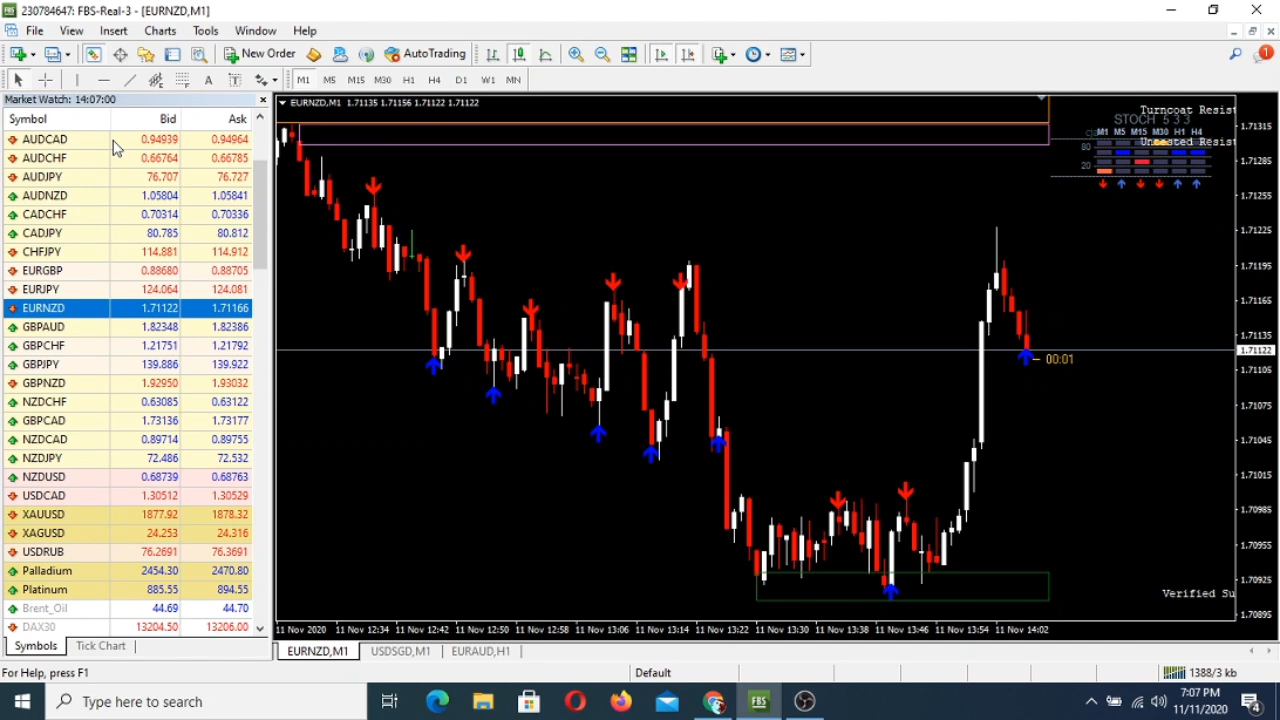 230784647: FBS-Real-3 - [EURNZD,M1]
File View Insert Charts Tools Window Help
New Order AutoTrading
A T M1 M5 M15 M30 H1 H4 D1 W1 MN
Market Watch: 14:07:00
Symbol Bid Ask
AUDCAD 0.94939 0.94964
AUDCHF 0.66764 0.66785
AUDJPY 76.707 76.727
AUDNZD 1.05804 1.05841
CADCHF 0.70314 0.70336
CADJPY 80.785 80.812
CHFJPY 114.881 114.912
EURGBP 0.88680 0.88705
EURJPY 124.064 124.081
EURNZD 1.71122 1.71166
GBPAUD 1.82348 1.82386
GBPCHF 1.21751 1.21792
GBPJPY 139.886 139.922
GBPNZD 1.92950 1.93032
NZDCHF 0.63085 0.63122
GBPCAD 1.73136 1.73177
NZDCAD 0.89714 0.89755
NZDJPY 72.486 72.532
NZDUSD 0.68739 0.68763
USDCAD 1.30512 1.30529
XAUUSD 1877.92 1878.32
XAGUSD 24.253 24.316
USDRUB 76.2691 76.3691
Palladium 2454.30 2470.80
Platinum 885.55 894.55
Brent_Oil 44.69 44.70
DAX30 13204.50 13206.00
Symbols Tick Chart
EURNZD,M1 1.71135 1.71156 1.71122 1.71122
Turncoat Resist
STOCH 5 3 3
M1 M5 M15 M30 H1 H4
80
Untested Resist
20
00:01
Verified Su
1.71315
1.71285
1.71255
1.71225
1.71195
1.71165
1.71135
1.71122
1.71105
1.71075
1.71045
1.71015
1.70985
1.70955
1.70925
1.70895
11 Nov 2020 11 Nov 12:34 11 Nov 12:42 11 Nov 12:50 11 Nov 12:58 11 Nov 13:06 11 Nov 13:14 11 Nov 13:22 11 Nov 13:30 11 Nov 13:38 11 Nov 13:46 11 Nov 13:54 11 Nov 14:02
EURNZD,M1 USDSGD,M1 EURAUD,H1
For Help, press F1 Default 1388/3 kb
Type here to search FBS 7:07 PM
11/11/2020 4